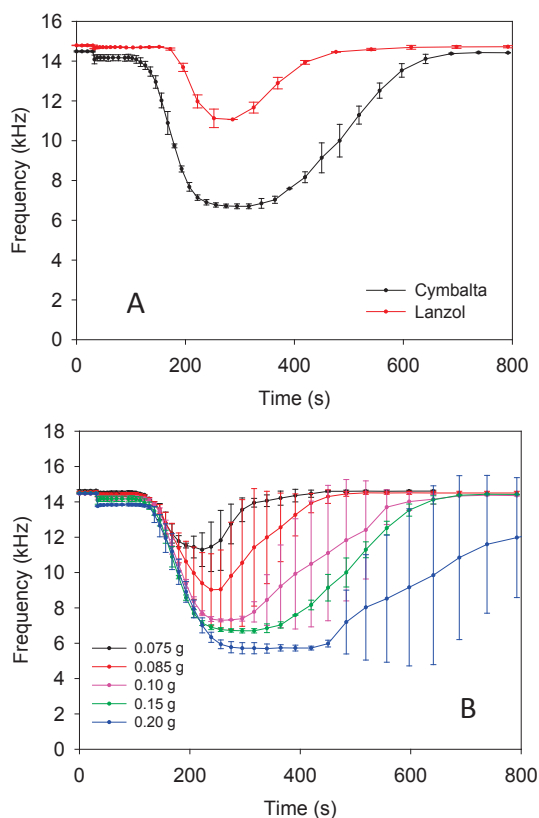 16
14
12
10
8
6
4
2
0
Frequency (kHz)
A
Cymbalta
Lanzol
0 200 400 600 800
Time (s)
18
16
14
12
10
8
6
4
2
0
Frequency (kHz)
0.075 g
0.085 g
0.10 g
0.15 g
0.20 g
B
0 200 400 600 800
Time (s)